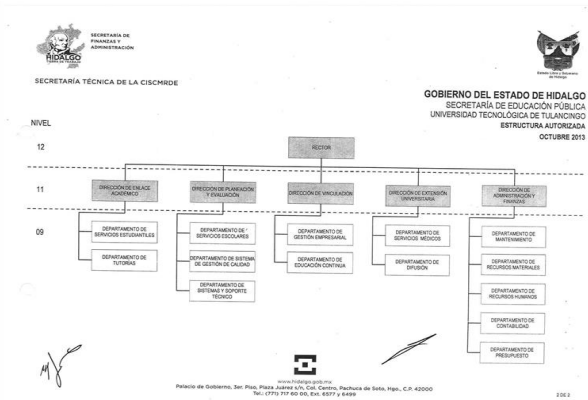 SECRETARÍA DE
FINANZAS Y
ADMINISTRACIÓN
HIDALGO
SECRETARÍA TÉCNICA DE LA CISCMRDE
Estado Libre y Soberano
de Hidalgo
GOBIERNO DEL ESTADO DE HIDALGO
SECRETARÍA DE EDUCACIÓN PÚBLICA
UNIVERSIDAD TECNOLÓGICA DE TULANCINGO
ESTRUCTURA AUTORIZADA
OCTUBRE 2013
NIVEL
12
RECTOR
11
DIRECCIÓN DE ENLACE
ACADÉMICO
DIRECCIÓN DE PLANEACIÓN
Y EVALUACIÓN
DIRECCIÓN DE VINCULACIÓN
DIRECCIÓN DE EXTENSIÓN
UNIVERSITARIA
DIRECCIÓN DE
ADMINISTRACIÓN Y
FINANZAS
09
DEPARTAMENTO DE
SERVICIOS ESTUDIANTILES
DEPARTAMENTO DE
SERVICIOS ESCOLARES
DEPARTAMENTO DE
GESTIÓN EMPRESARIAL
DEPARTAMENTO DE
SERVICIOS MÉDICOS
DEPARTAMENTO DE
MANTENIMIENTO
DEPARTAMENTO DE
TUTORÍAS
DEPARTAMENTO DE SISTEMA
DE GESTIÓN DE CALIDAD
DEPARTAMENTO DE
EDUCACIÓN CONTINUA
DEPARTAMENTO DE
DIFUSIÓN
DEPARTAMENTO DE
RECURSOS MATERIALES
DEPARTAMENTO DE
SISTEMAS Y SOPORTE
TÉCNICO
DEPARTAMENTO DE
RECURSOS HUMANOS
DEPARTAMENTO DE
CONTABILIDAD
DEPARTAMENTO DE
PRESUPUESTO
www.hidalgo.gob.mx
Palacio de Gobierno, 3er. Piso, Plaza Juárez s/n, Col. Centro, Pachuca de Soto, Hgo., C.P. 42000
Tel.: (771) 717 60 00, Ext. 6577 y 6499
2 DE 2